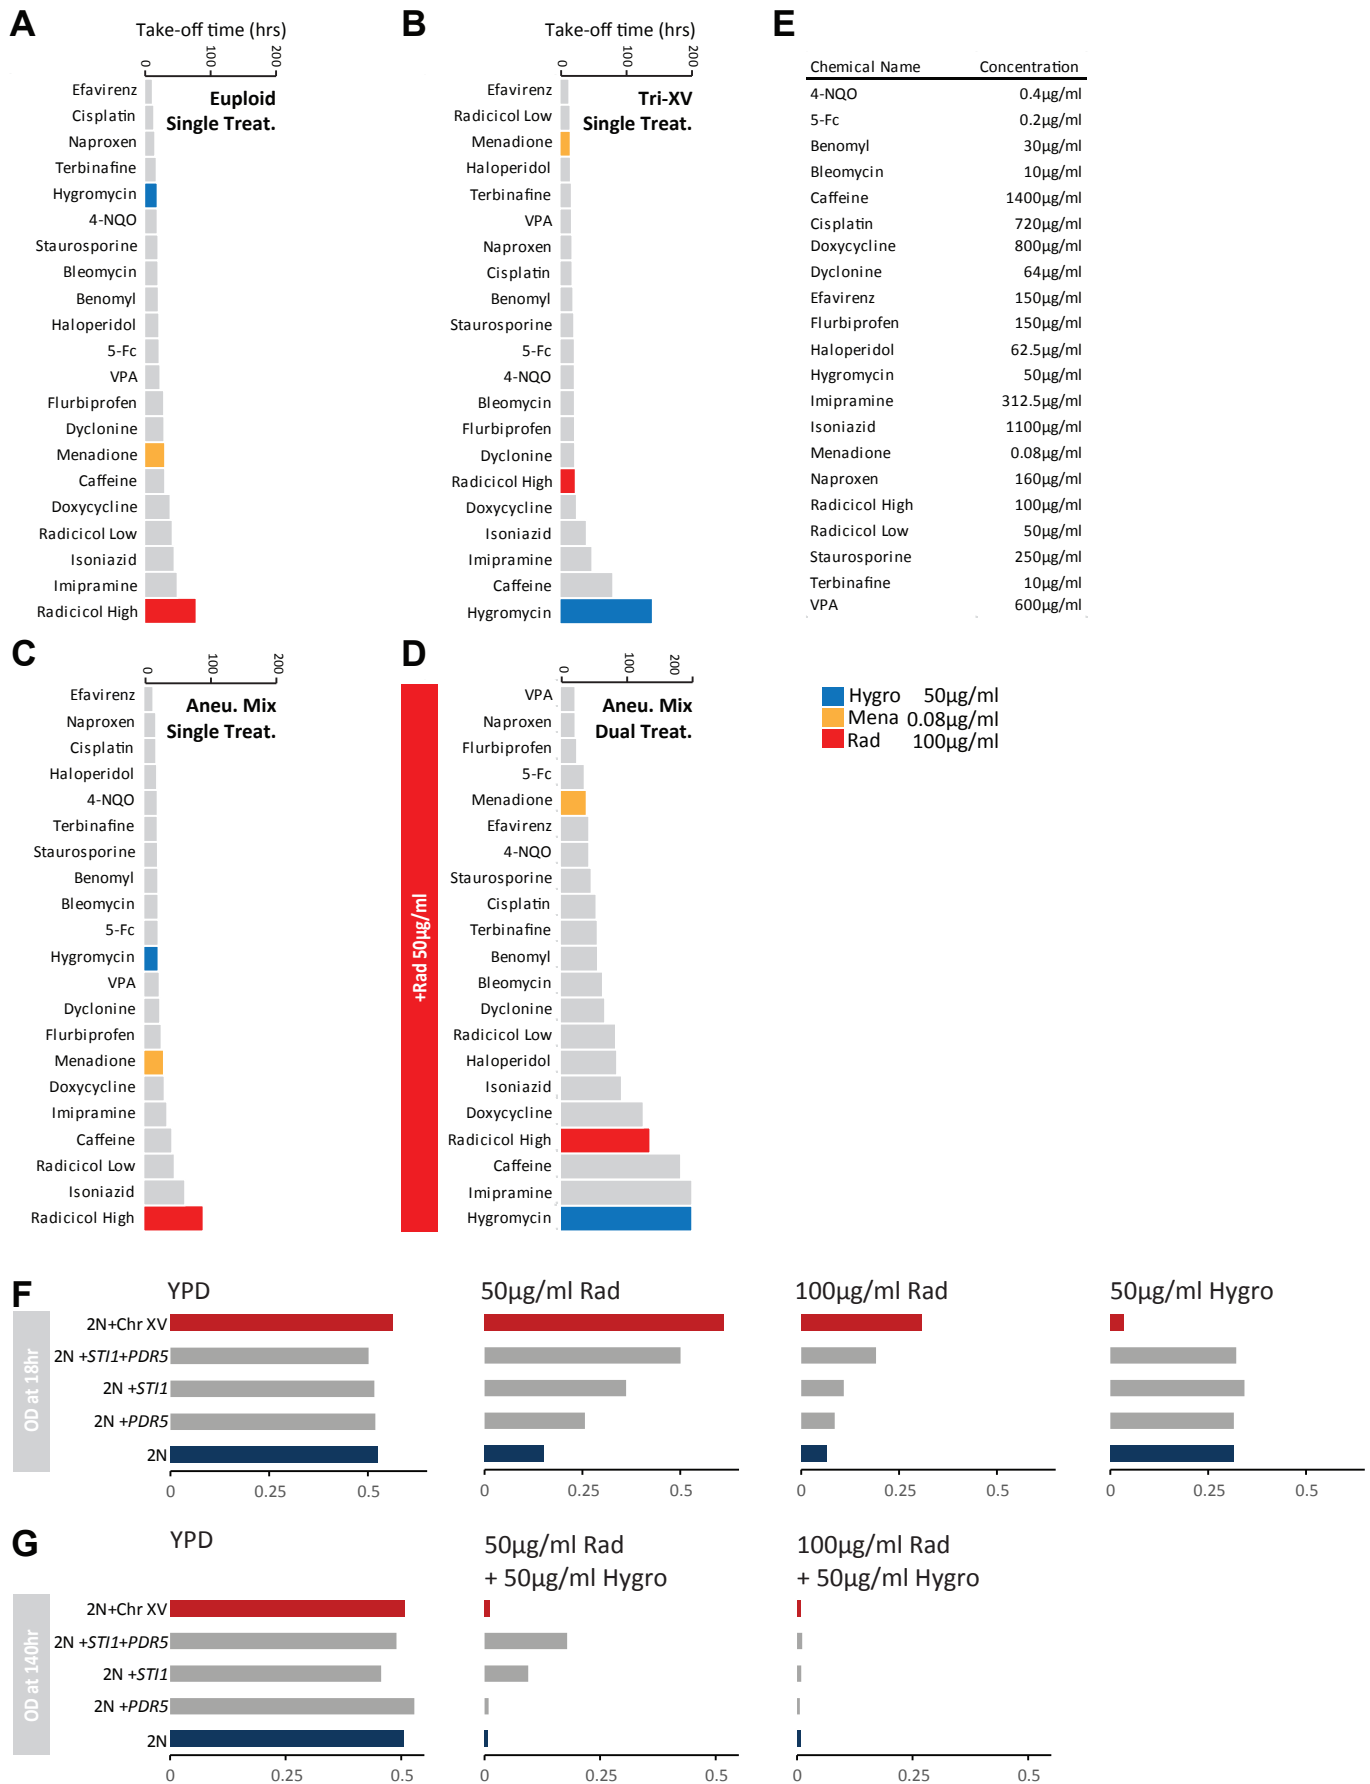 A
Take-off time (hrs)
0 100 200
Euploid
Single Treat.
Efavirenz
Cisplatin
Naproxen
Terbinafine
Hygromycin
4-NQO
Staurosporine
Bleomycin
Benomyl
Haloperidol
5-Fc
VPA
Flurbiprofen
Dyclonine
Menadione
Caffeine
Doxycycline
Radicicol Low
Isoniazid
Imipramine
Radicicol High
B
Take-off time (hrs)
0 100 200
Tri-XV
Single Treat.
Efavirenz
Radicicol Low
Menadione
Haloperidol
Terbinafine
VPA
Naproxen
Cisplatin
Benomyl
Staurosporine
5-Fc
4-NQO
Bleomycin
Flurbiprofen
Dyclonine
Radicicol High
Doxycycline
Isoniazid
Imipramine
Caffeine
Hygromycin
E
Chemical Name Concentration
4-NQO 0.4µg/ml
5-Fc 0.2µg/ml
Benomyl 30µg/ml
Bleomycin 10µg/ml
Caffeine 1400µg/ml
Cisplatin 720µg/ml
Doxycycline 800µg/ml
Dyclonine 64µg/ml
Efavirenz 150µg/ml
Flurbiprofen 150µg/ml
Haloperidol 62.5µg/ml
Hygromycin 50µg/ml
Imipramine 312.5µg/ml
Isoniazid 1100µg/ml
Menadione 0.08µg/ml
Naproxen 160µg/ml
Radicicol High 100µg/ml
Radicicol Low 50µg/ml
Staurosporine 250µg/ml
Terbinafine 10µg/ml
VPA 600µg/ml
C
0 100 200
Aneu. Mix
Single Treat.
Efavirenz
Naproxen
Cisplatin
Haloperidol
4-NQO
Terbinafine
Staurosporine
Benomyl
Bleomycin
5-Fc
Hygromycin
VPA
Dyclonine
Flurbiprofen
Menadione
Doxycycline
Imipramine
Caffeine
Radicicol Low
Isoniazid
Radicicol High
D
0 100 200
Aneu. Mix
Dual Treat.
+Rad 50µg/ml
VPA
Naproxen
Flurbiprofen
5-Fc
Menadione
Efavirenz
4-NQO
Staurosporine
Cisplatin
Terbinafine
Benomyl
Bleomycin
Dyclonine
Radicicol Low
Haloperidol
Isoniazid
Doxycycline
Radicicol High
Caffeine
Imipramine
Hygromycin
Hygro 50µg/ml
Mena 0.08µg/ml
Rad 100µg/ml
F
YPD 50µg/ml Rad 100µg/ml Rad 50µg/ml Hygro
OD at 18hr
2N+Chr XV
2N +STI1+PDR5
2N +STI1
2N +PDR5
2N
0 0.25 0.5 0 0.25 0.5 0 0.25 0.5 0 0.25 0.5
G
YPD
50µg/ml Rad
+ 50µg/ml Hygro
100µg/ml Rad
+ 50µg/ml Hygro
OD at 140hr
2N+Chr XV
2N +STI1+PDR5
2N +STI1
2N +PDR5
2N
0 0.25 0.5 0 0.25 0.5 0 0.25 0.5